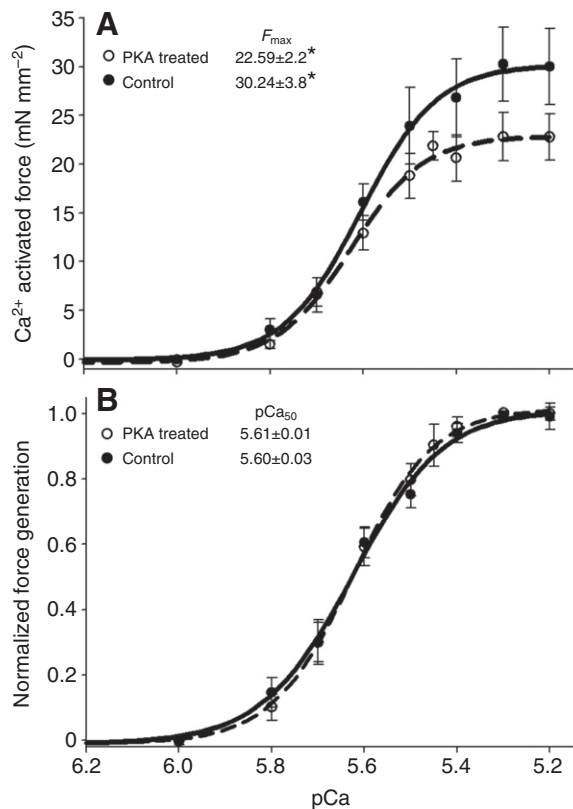 A
Fmax
PKA treated 22.59±2.2*
Control 30.24±3.8*
Ca2+ activated force (mN mm−2)
35
30
25
20
15
10
5
0
B
pCa50
PKA treated 5.61±0.01
Control 5.60±0.03
Normalized force generation
1.0
0.8
0.6
0.4
0.2
0
6.2 6.0 5.8 5.6 5.4 5.2
pCa